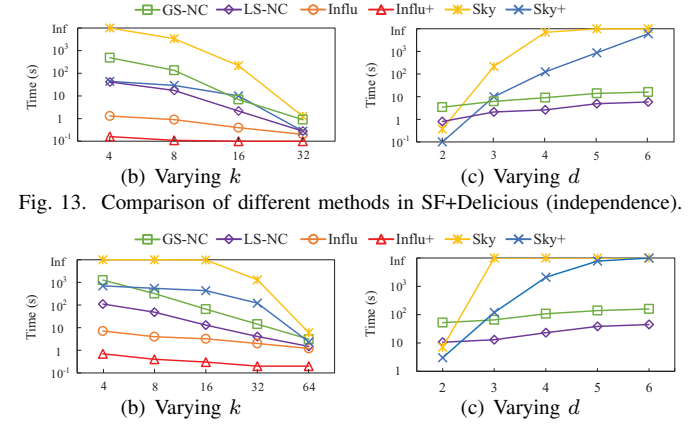 GS-NC LS-NC Influ Influ+ Sky Sky+
Time (s)
Inf
10³
10²
10
1
10⁻¹
4 8 16 32
(b) Varying k
Time (s)
Inf
10³
10²
10
1
10⁻¹
2 3 4 5 6
(c) Varying d
Fig. 13. Comparison of different methods in SF+Delicious (independence).
GS-NC LS-NC Influ Influ+ Sky Sky+
Time (s)
Inf
10³
10²
10
1
10⁻¹
4 8 16 32 64
(b) Varying k
Time (s)
Inf
10³
10²
10
1
2 3 4 5 6
(c) Varying d